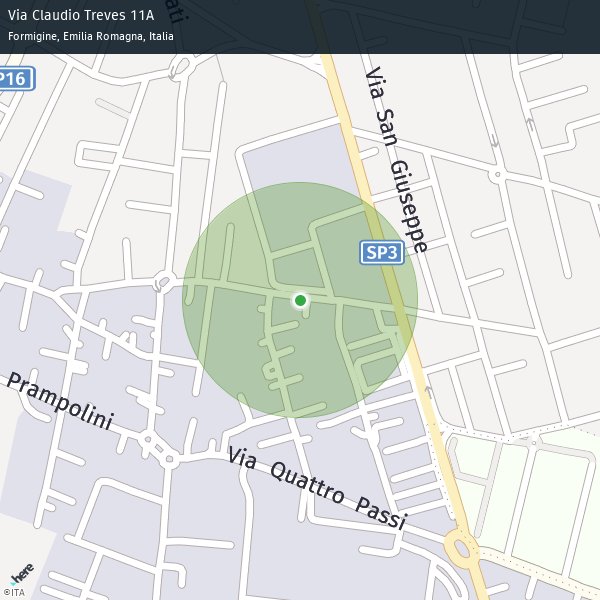 Via Claudio Treves 11A
Formigine, Emilia Romagna, Italia
ati
P16
Via San Giuseppe
SP3
Prampolini
Via Quattro Passi
here
©ITA